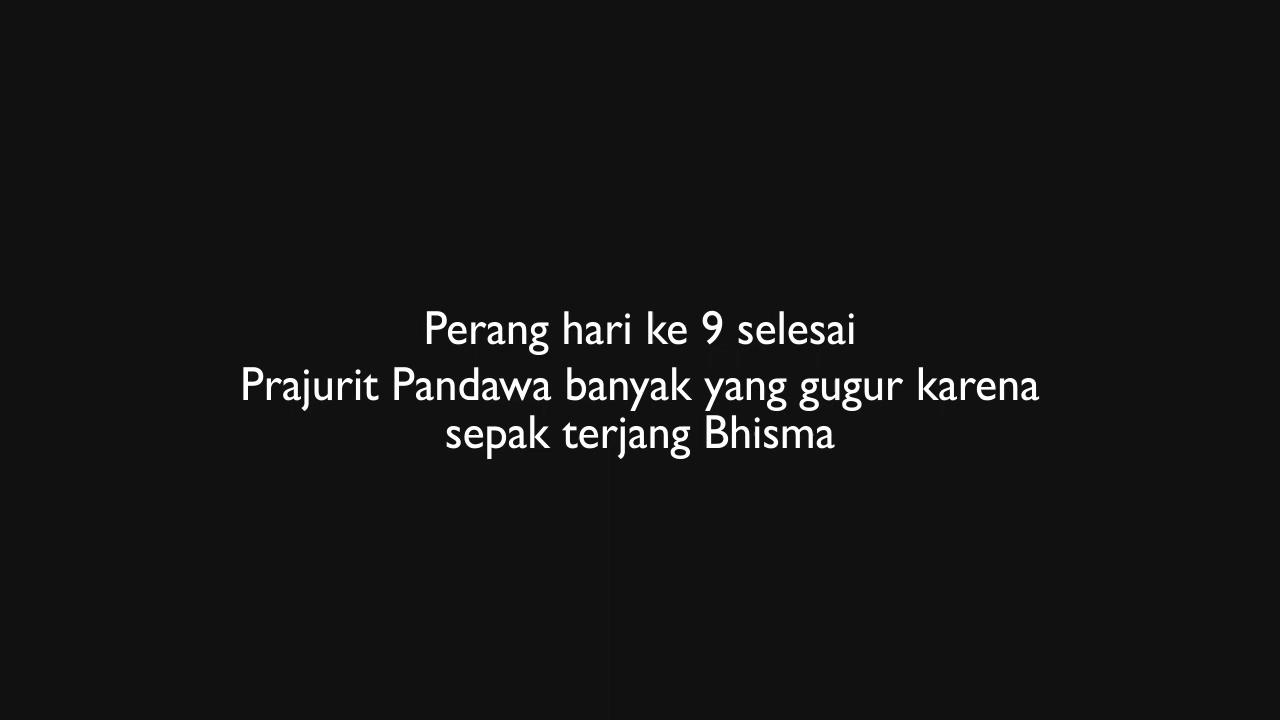 Perang hari ke 9 selesai
Prajurit Pandawa banyak yang gugur karena
sepak terjang Bhisma